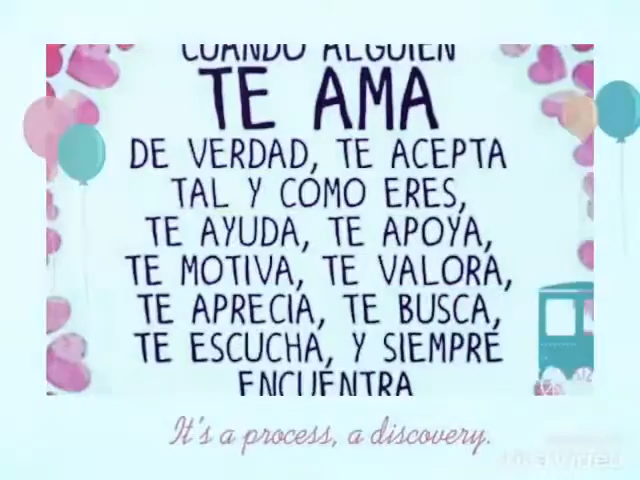 CUANDO ALGUIEN
TE AMA
DE VERDAD, TE ACEPTA
TAL Y COMO ERES,
TE AYUDA, TE APOYA,
TE MOTIVA, TE VALORA,
TE APRECIA, TE BUSCA,
TE ESCUCHA, Y SIEMPRE
ENCUENTRA
It's a process, a discovery.